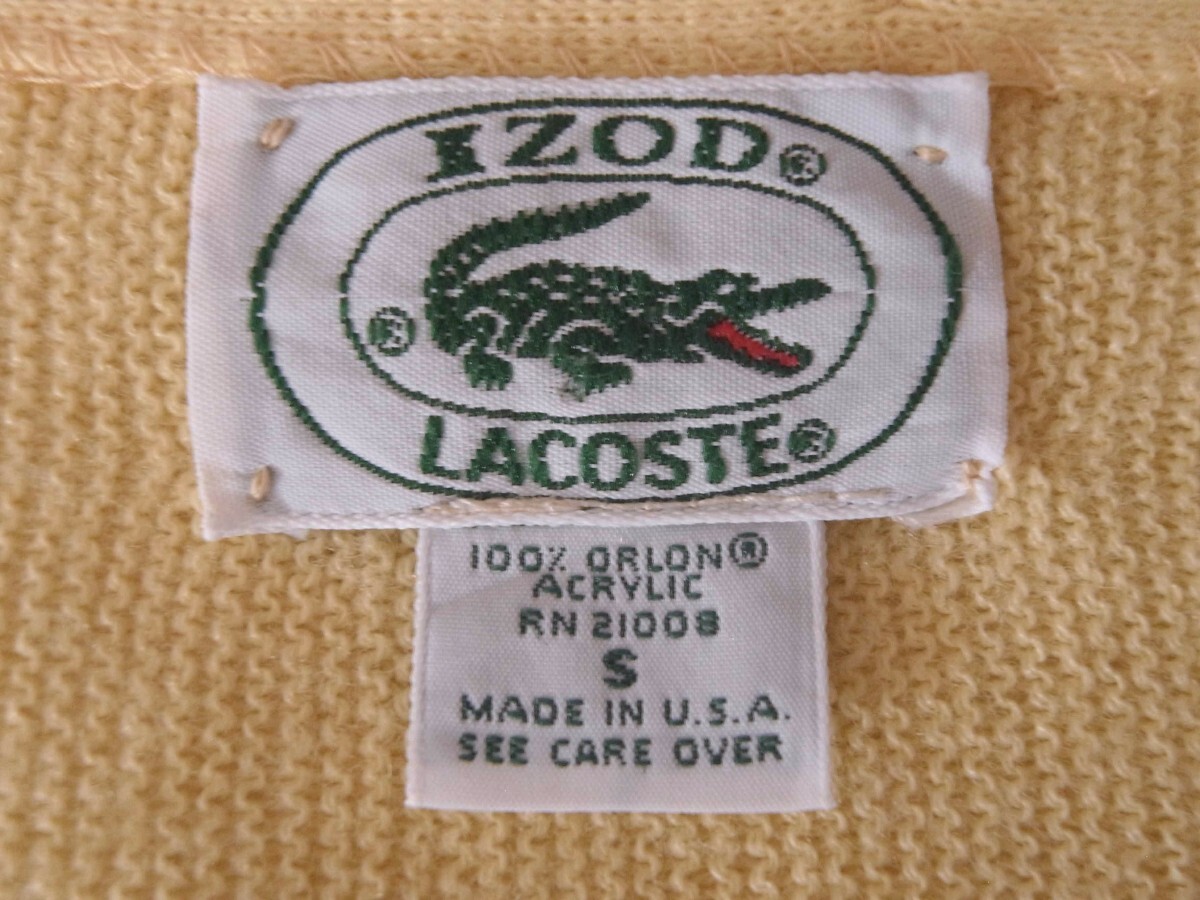 IZOD®
®
LACOSTE®
100% ORLON®
ACRYLIC
RN 21008
S
MADE IN U.S.A.
SEE CARE OVER